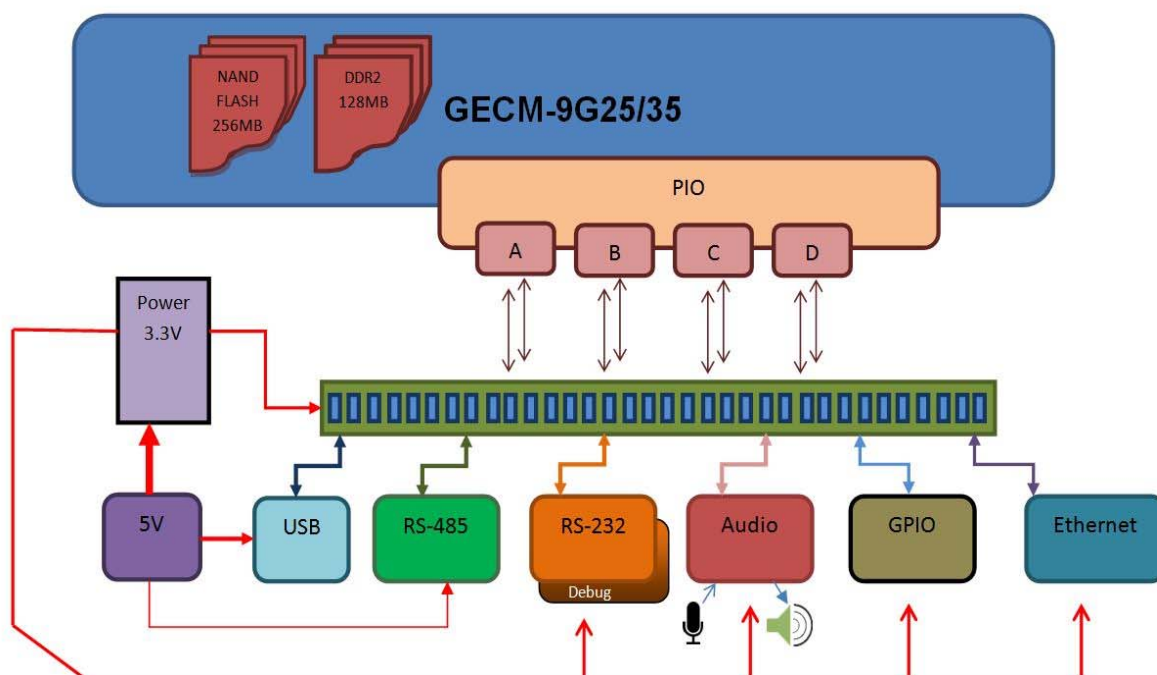 NAND
FLASH
256MB
DDR2
128MB
GECM-9G25/35
PIO
A
B
C
D
Power
3.3V
5V
USB
RS-485
RS-232
Debug
Audio
GPIO
Ethernet